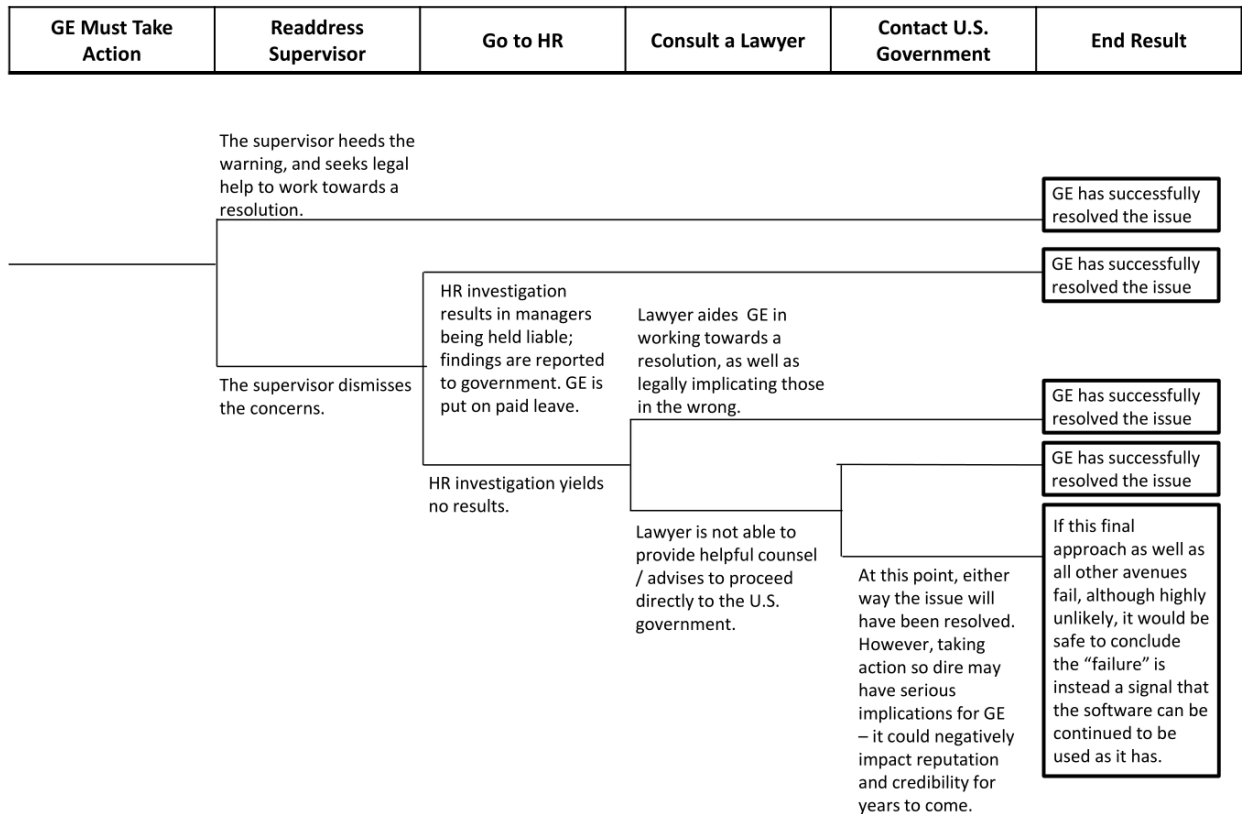 GE Must Take
Action
Readdress
Supervisor
Go to HR
Consult a Lawyer
Contact U.S.
Government
End Result
The supervisor heeds the
warning, and seeks legal
help to work towards a
resolution.
GE has successfully
resolved the issue
GE has successfully
resolved the issue
HR investigation
results in managers
being held liable;
findings are reported
to government. GE is
put on paid leave.
Lawyer aides GE in
working towards a
resolution, as well as
legally implicating those
in the wrong.
The supervisor dismisses
the concerns.
GE has successfully
resolved the issue
GE has successfully
resolved the issue
HR investigation yields
no results.
Lawyer is not able to
provide helpful counsel
/ advises to proceed
directly to the U.S.
government.
At this point, either
way the issue will
have been resolved.
However, taking
action so dire may
have serious
implications for GE
– it could negatively
impact reputation
and credibility for
years to come.
If this final
approach as well as
all other avenues
fail, although highly
unlikely, it would be
safe to conclude
the “failure” is
instead a signal that
the software can be
continued to be
used as it has.